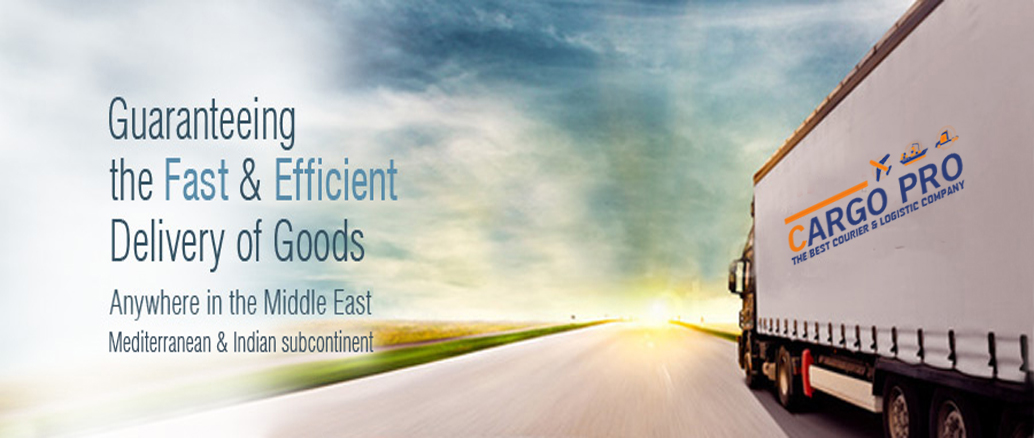 Guaranteeing
the Fast & Efficient
Delivery of Goods
Anywhere in the Middle East
Mediterranean & Indian subcontinent
CARGO PRO
THE BEST COURIER & LOGISTIC COMPANY